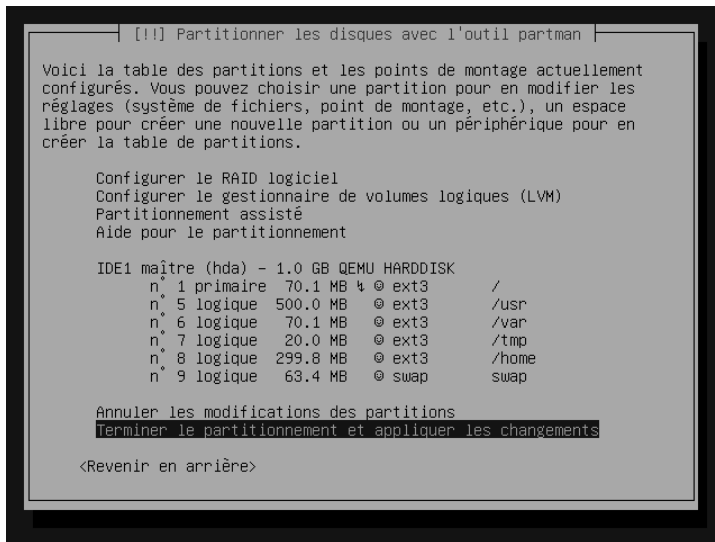 [!!] Partitionner les disques avec l'outil partman
Voici la table des partitions et les points de montage actuellement
configurés. Vous pouvez choisir une partition pour en modifier les
réglages (système de fichiers, point de montage, etc.), un espace
libre pour créer une nouvelle partition ou un périphérique pour en
créer la table de partitions.
Configurer le RAID logiciel
Configurer le gestionnaire de volumes logiques (LVM)
Partitionnement assisté
Aide pour le partitionnement
IDE1 maître (hda) - 1.0 GB QEMU HARDDISK
n° 1 primaire 70.1 MB ↯ ☺ ext3 /
n° 5 logique 500.0 MB ☺ ext3 /usr
n° 6 logique 70.1 MB ☺ ext3 /var
n° 7 logique 20.0 MB ☺ ext3 /tmp
n° 8 logique 299.8 MB ☺ ext3 /home
n° 9 logique 63.4 MB ☺ swap swap
Annuler les modifications des partitions
Terminer le partitionnement et appliquer les changements
<Revenir en arrière>